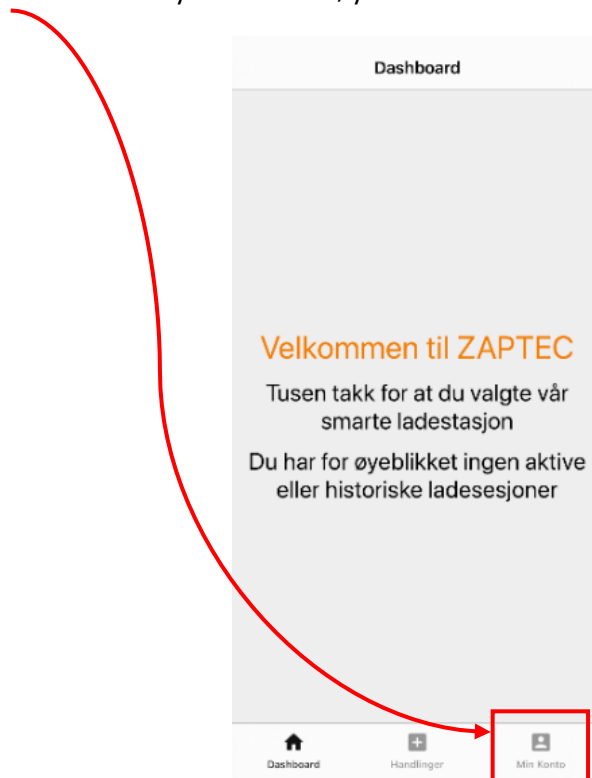 Dashboard
Velkommen til ZAPTEC
Tusen takk for at du valgte vår
smarte ladestasjon
Du har for øyeblikket ingen aktive
eller historiske ladesesjoner
Dashboard
Handlinger
Min Konto